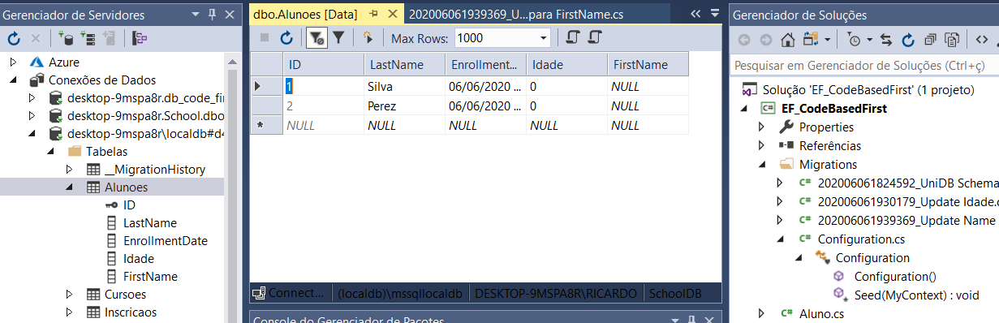 Gerenciador de Servidores
Azure
Conexões de Dados
desktop-9mspa8r.db_code_fi
desktop-9mspa8r.School.dbo
desktop-9mspa8r\localdb#d4
Tabelas
__MigrationHistory
Alunoes
ID
LastName
EnrollmentDate
Idade
FirstName
Cursoes
Inscricaos
dbo.Alunoes [Data]
202006061939369_U...para FirstName.cs
Max Rows: 1000
ID LastName Enrollment... Idade FirstName
1 Silva 06/06/2020 ... 0 NULL
2 Perez 06/06/2020 ... 0 NULL
NULL NULL NULL NULL NULL
Connect... (localdb)\mssqllocaldb DESKTOP-9MSPA8R\RICARDO SchoolDB
Console do Gerenciador de Pacotes
Gerenciador de Soluções
Pesquisar em Gerenciador de Soluções (Ctrl+ç)
Solução 'EF_CodeBasedFirst' (1 projeto)
C# EF_CodeBasedFirst
Properties
Referências
Migrations
C# 202006061824592_UniDB Schema
C# 202006061930179_Update Idade.c
C# 202006061939369_Update Name
C# Configuration.cs
Configuration
Configuration()
Seed(MyContext) : void
C# Aluno.cs